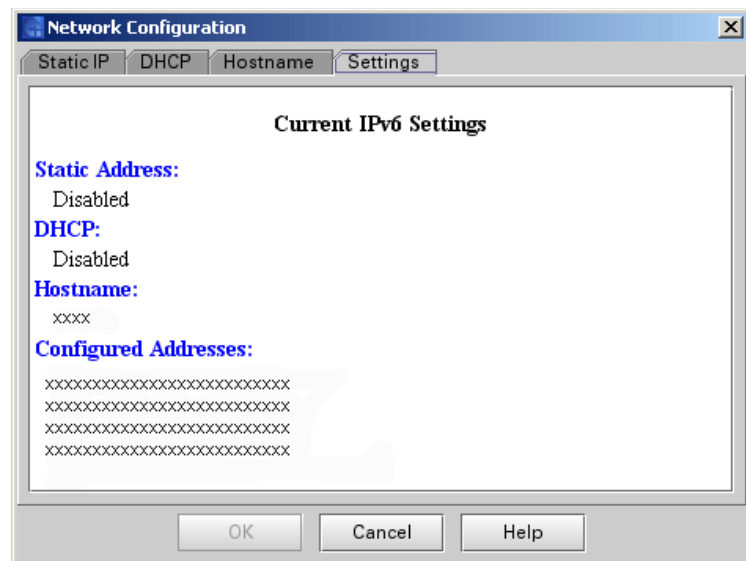 Network Configuration
Static IP DHCP Hostname Settings
Current IPv6 Settings
Static Address:
Disabled
DHCP:
Disabled
Hostname:
xxxx
Configured Addresses:
xxxxxxxxxxxxxxxxxxxxxxxxxx
xxxxxxxxxxxxxxxxxxxxxxxxxx
xxxxxxxxxxxxxxxxxxxxxxxxxx
xxxxxxxxxxxxxxxxxxxxxxxxxx
OK Cancel Help